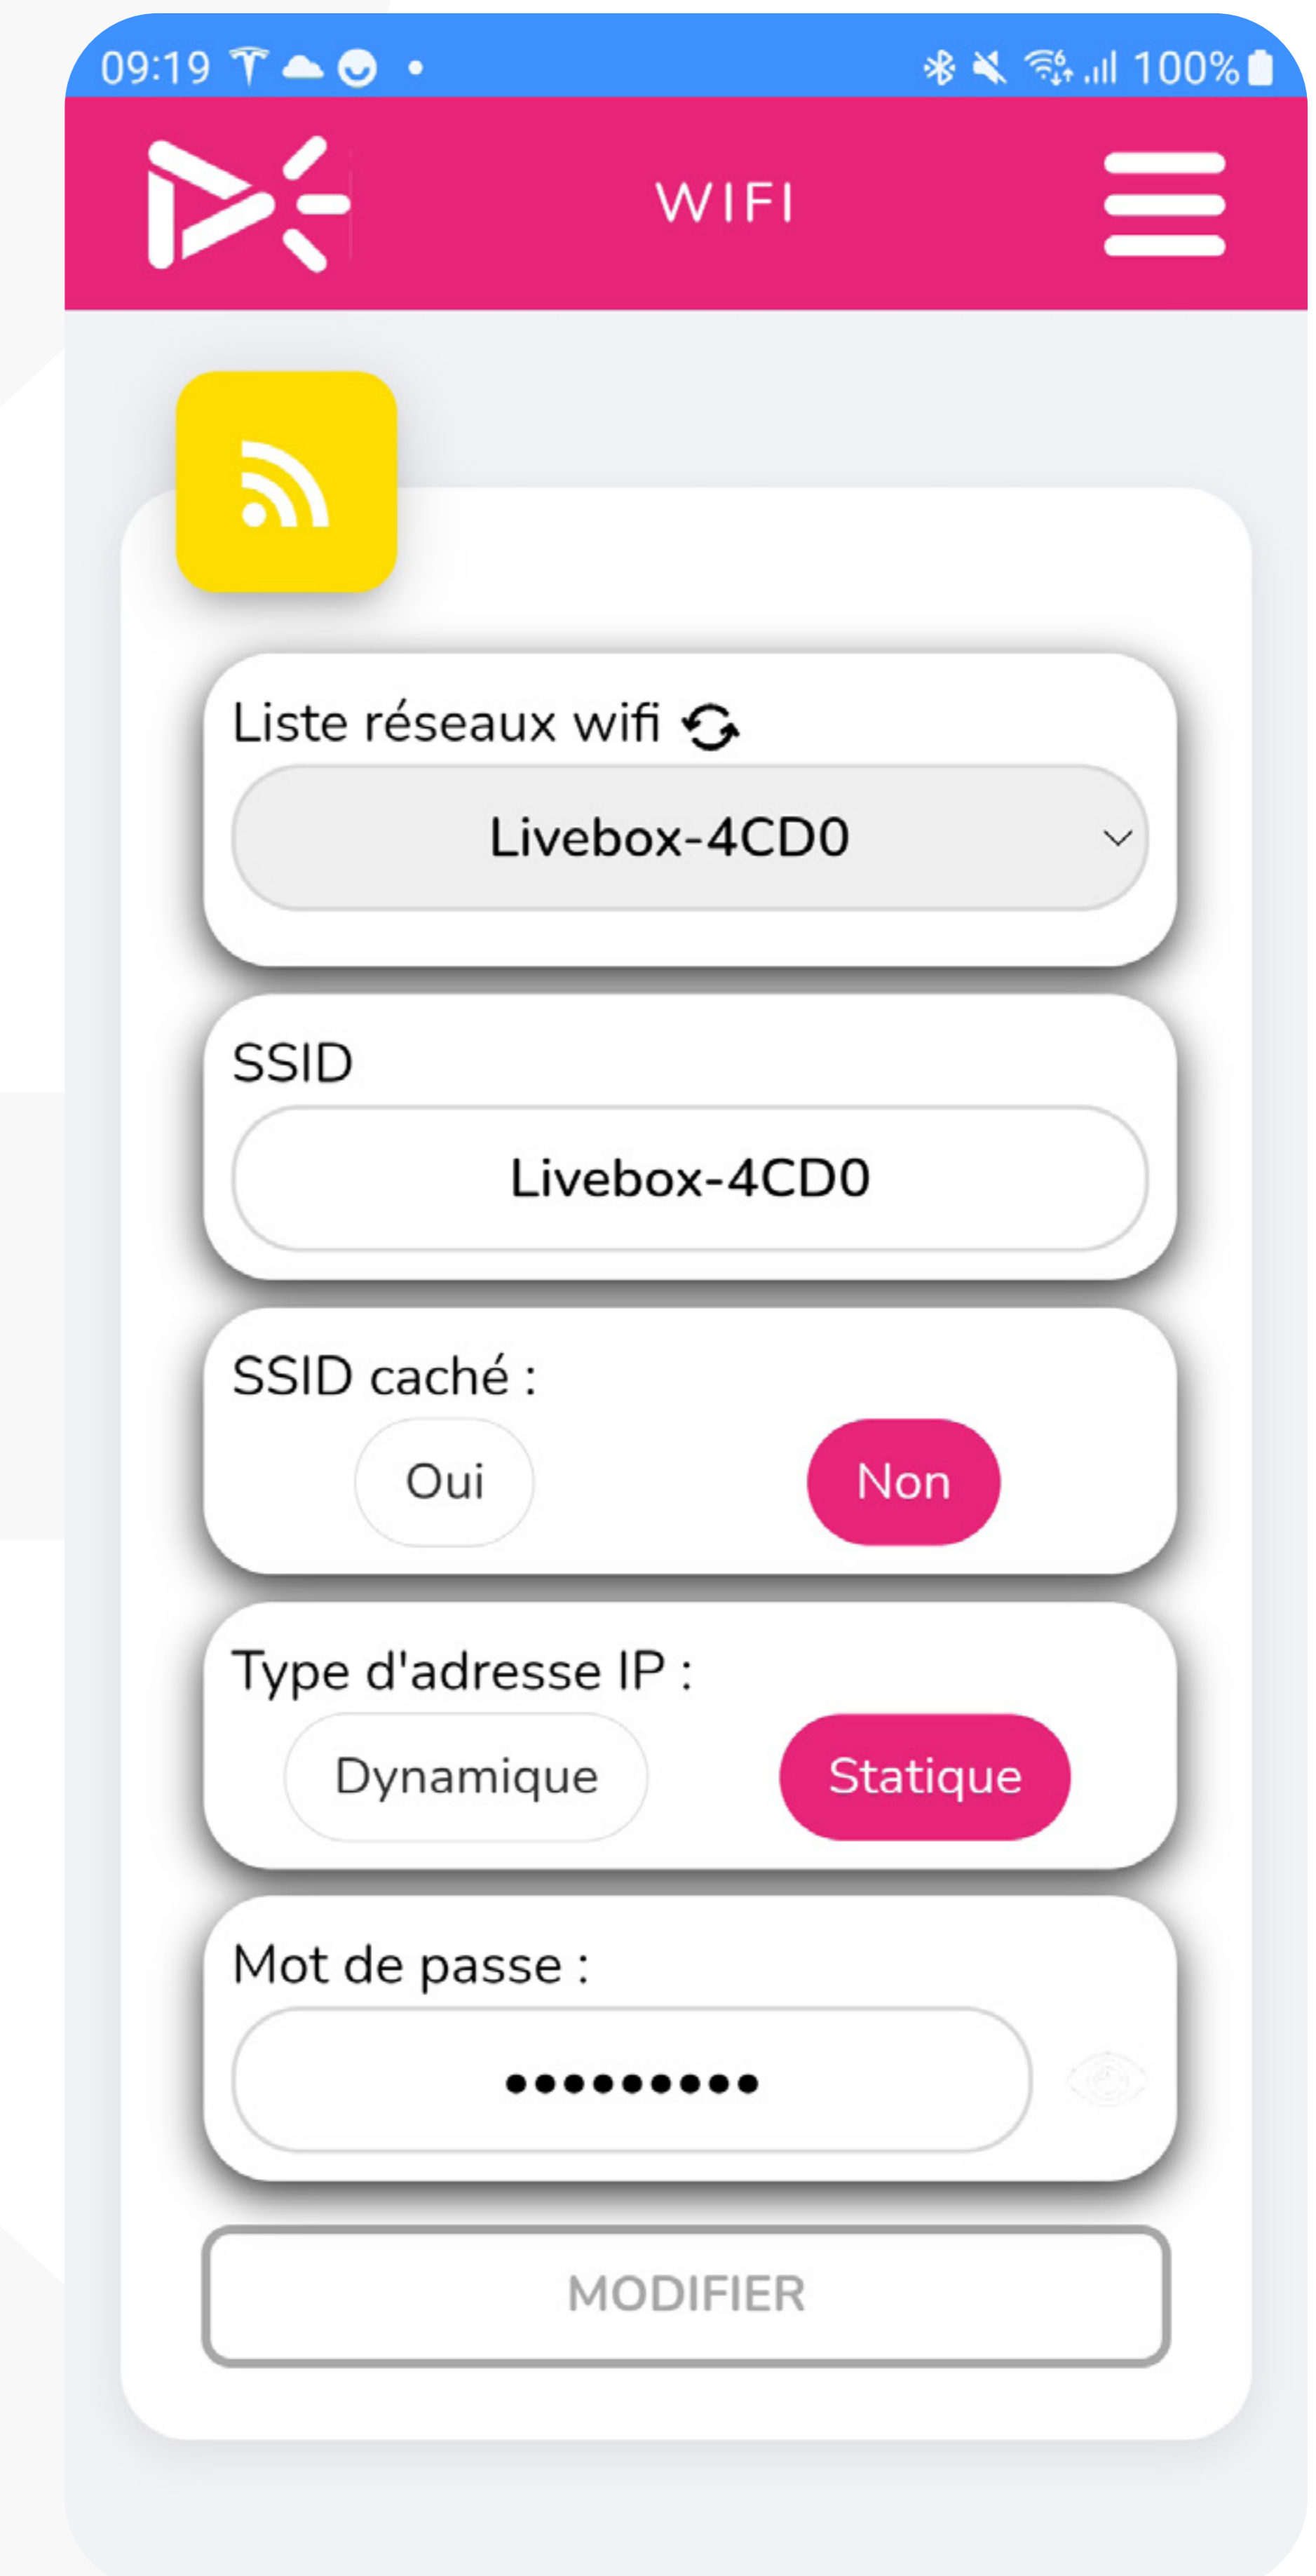 09:19
100%
WIFI
Liste réseaux wifi
Livebox-4CD0
SSID
Livebox-4CD0
SSID caché :
Oui Non
Type d'adresse IP :
Dynamique Statique
Mot de passe :
•••••••••
MODIFIER